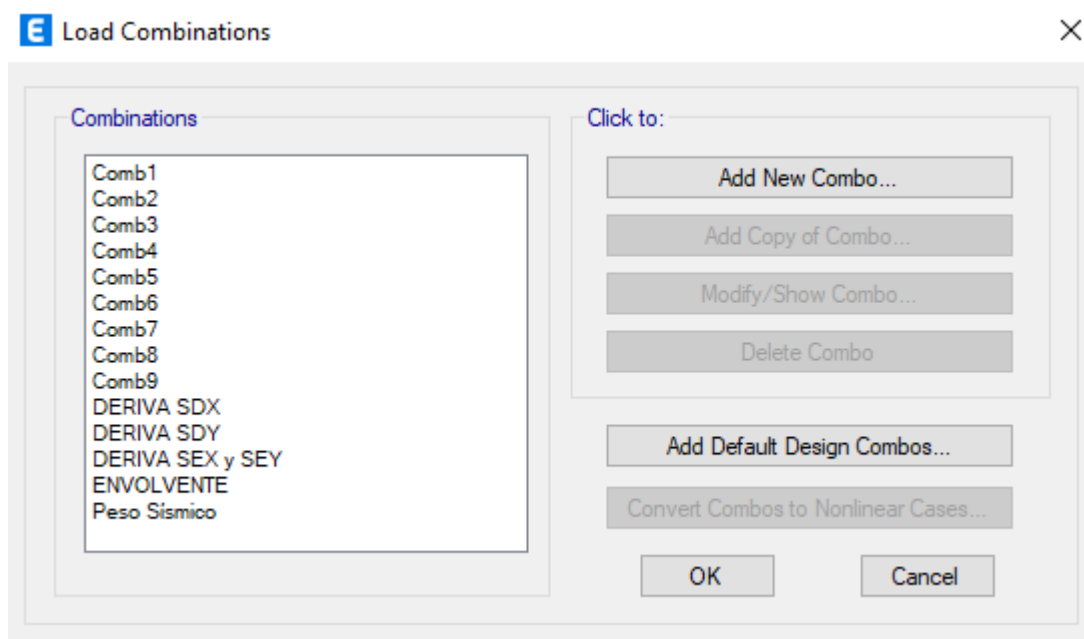 E Load Combinations
Combinations
Comb1
Comb2
Comb3
Comb4
Comb5
Comb6
Comb7
Comb8
Comb9
DERIVA SDX
DERIVA SDY
DERIVA SEX y SEY
ENVOLVENTE
Peso Sísmico
Click to:
Add New Combo...
Add Copy of Combo...
Modify/Show Combo...
Delete Combo
Add Default Design Combos...
Convert Combos to Nonlinear Cases...
OK
Cancel